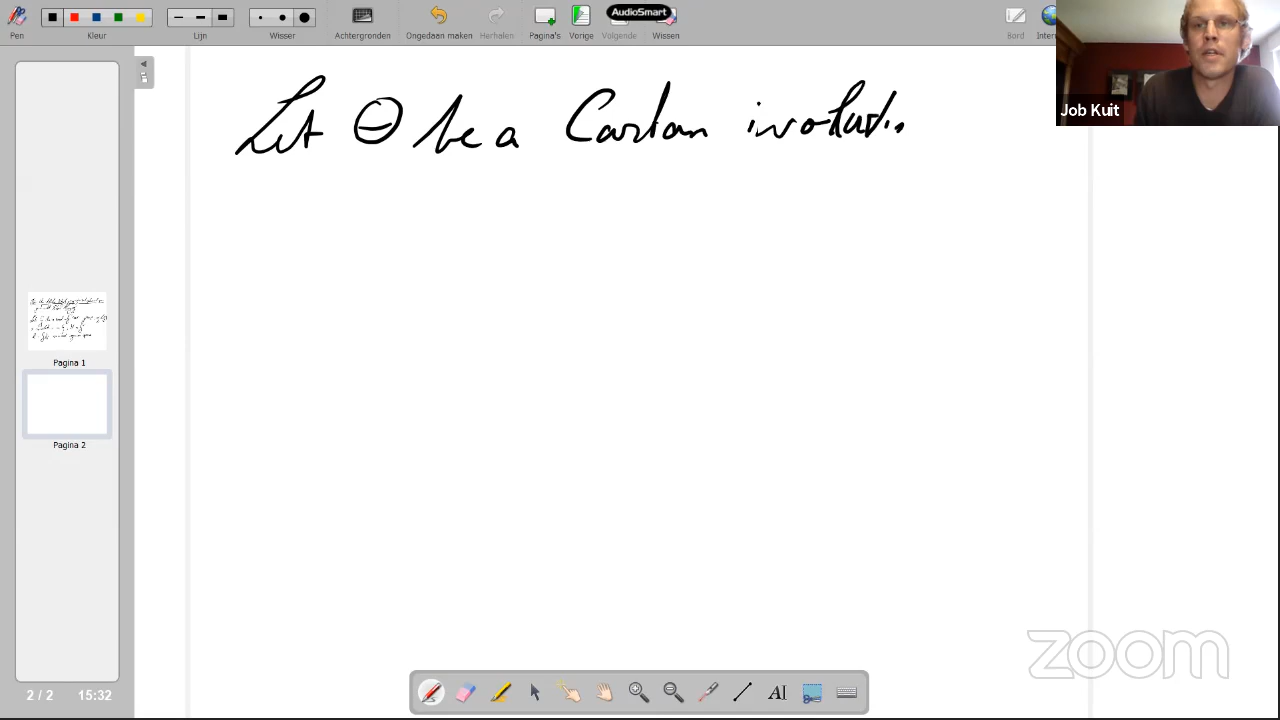 AudioSmart
Pen Kleur Lijn Wisser Achtergronden Ongedaan maken Herhalen Pagina's Vorige Volgende Wissen Bord
Job Kuit
Let Θ be a Cartan
Pagina 1
Pagina 2
2 / 2 15:32
AI
zoom